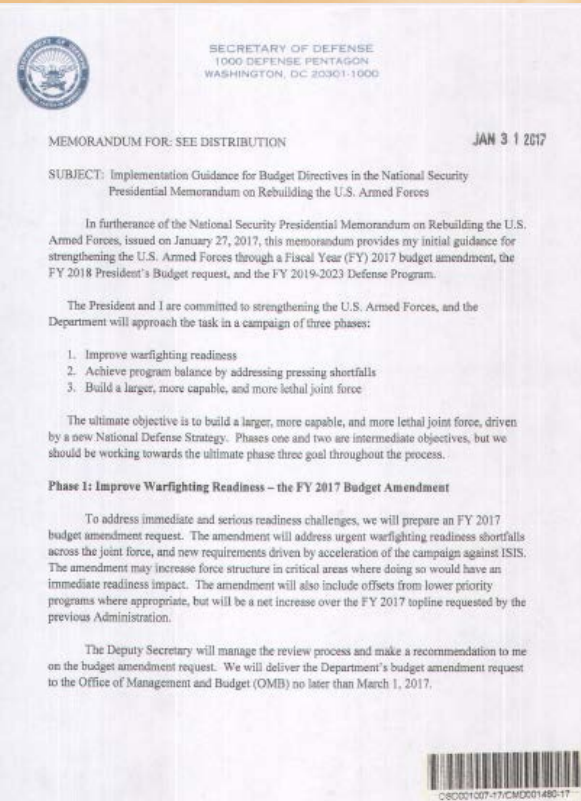 SECRETARY OF DEFENSE
1000 DEFENSE PENTAGON
WASHINGTON, DC 20301-1000
MEMORANDUM FOR: SEE DISTRIBUTION
JAN 3 1 2017
SUBJECT: Implementation Guidance for Budget Directives in the National Security
Presidential Memorandum on Rebuilding the U.S. Armed Forces
In furtherance of the National Security Presidential Memorandum on Rebuilding the U.S.
Armed Forces, issued on January 27, 2017, this memorandum provides my initial guidance for
strengthening the U.S. Armed Forces through a Fiscal Year (FY) 2017 budget amendment, the
FY 2018 President's Budget request, and the FY 2019-2023 Defense Program.
The President and I are committed to strengthening the U.S. Armed Forces, and the
Department will approach the task in a campaign of three phases:
1. Improve warfighting readiness
2. Achieve program balance by addressing pressing shortfalls
3. Build a larger, more capable, and more lethal joint force
The ultimate objective is to build a larger, more capable, and more lethal joint force, driven
by a new National Defense Strategy. Phases one and two are intermediate objectives, but we
should be working towards the ultimate phase three goal throughout the process.
Phase 1: Improve Warfighting Readiness – the FY 2017 Budget Amendment
To address immediate and serious readiness challenges, we will prepare an FY 2017
budget amendment request. The amendment will address urgent warfighting readiness shortfalls
across the joint force, and new requirements driven by acceleration of the campaign against ISIS.
The amendment may increase force structure in critical areas where doing so would have an
immediate readiness impact. The amendment will also include offsets from lower priority
programs where appropriate, but will be a net increase over the FY 2017 topline requested by the
previous Administration.
The Deputy Secretary will manage the review process and make a recommendation to me
on the budget amendment request. We will deliver the Department's budget amendment request
to the Office of Management and Budget (OMB) no later than March 1, 2017.
OSD001007-17/CMD001480-17